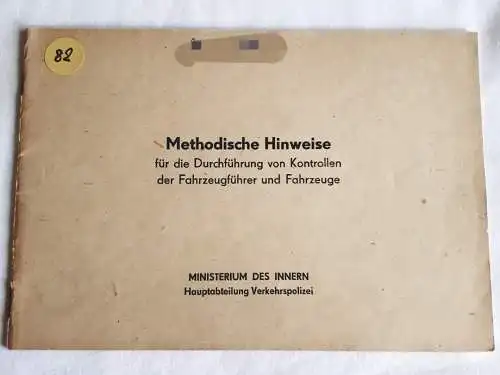 82
Methodische Hinweise
für die Durchführung von Kontrollen
der Fahrzeugführer und Fahrzeuge
MINISTERIUM DES INNERN
Hauptabteilung Verkehrspolizei